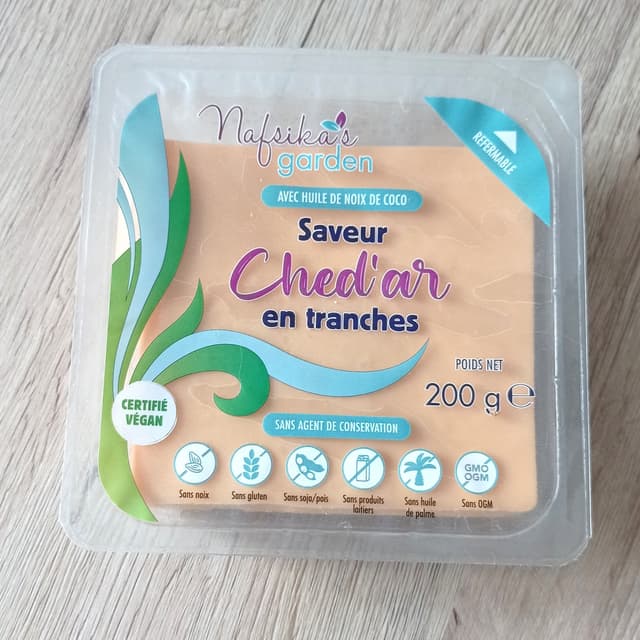 Nafsika's
garden
REFERMABLE
AVEC HUILE DE NOIX DE COCO
Saveur
Ched'ar
en tranches
POIDS NET
200 g e
CERTIFIÉ
VÉGAN
SANS AGENT DE CONSERVATION
GMO
OGM
Sans noix
Sans gluten
Sans soja/pois
Sans produits
laitiers
Sans huile
de palme
Sans OGM